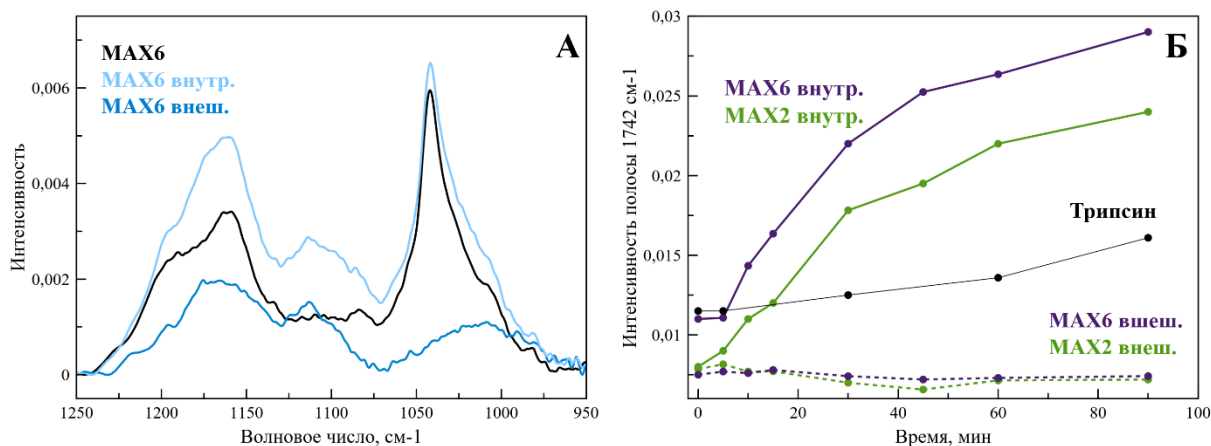 А
MAX6
MAX6 внутр.
MAX6 внеш.
0,006
0,004
0,002
0
Интенсивность
1250
1200
1150
1100
1050
1000
950
Волновое число, см-1
Б
0,03
0,025
0,02
0,015
0,01
Интенсивность полосы 1742 см-1
MAX6 внутр.
MAX2 внутр.
Трипсин
MAX6 вшеш.
MAX2 внеш.
0
20
40
60
80
100
Время, мин